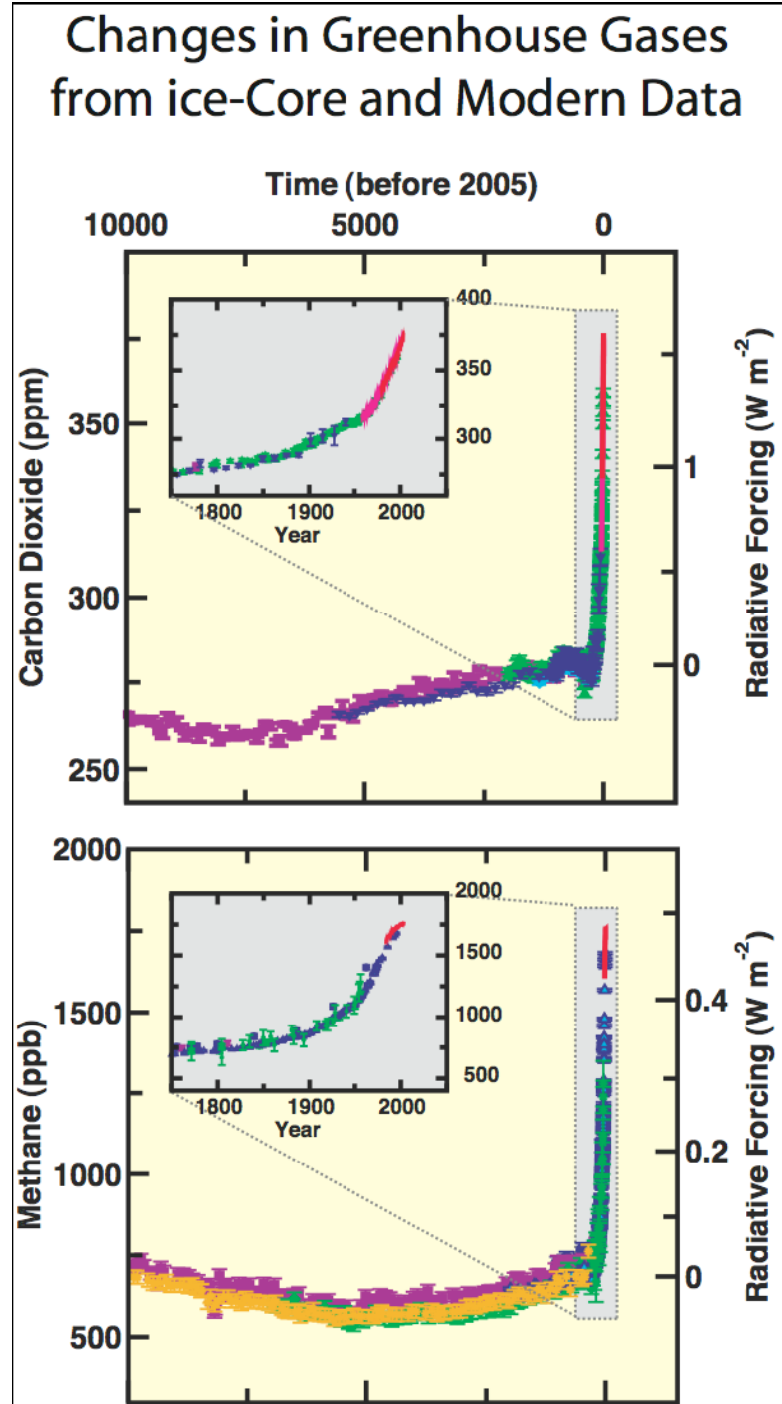 Changes in Greenhouse Gases
from ice-Core and Modern Data
Time (before 2005)
10000 5000 0
Carbon Dioxide (ppm)
350
300
250
400
350
300
1800 1900 2000
Year
1
0
Radiative Forcing (W m-2)
Methane (ppb)
2000
1500
1000
500
2000
1500
1000
500
1800 1900 2000
Year
0.4
0.2
0
Radiative Forcing (W m-2)